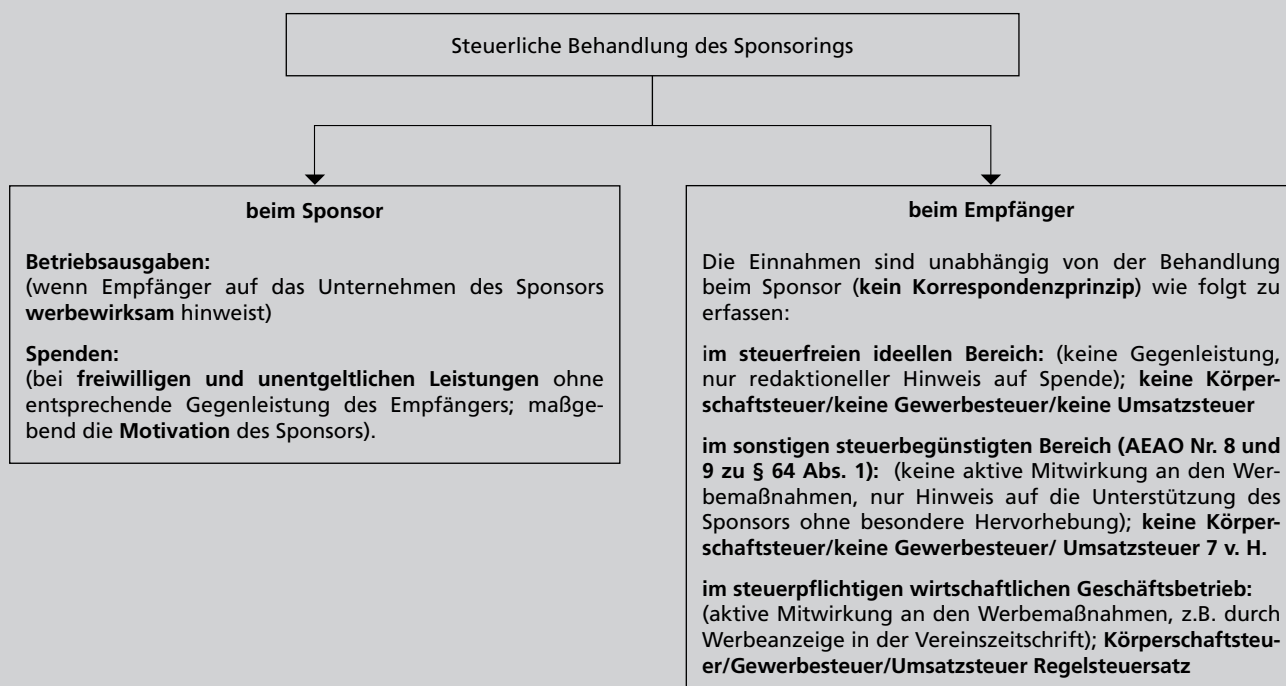 Steuerliche Behandlung des Sponsorings
beim Sponsor
Betriebsausgaben:
(wenn Empfänger auf das Unternehmen des Sponsors
werbewirksam hinweist)
Spenden:
(bei freiwilligen und unentgeltlichen Leistungen ohne
entsprechende Gegenleistung des Empfängers; maßge-
bend die Motivation des Sponsors).
beim Empfänger
Die Einnahmen sind unabhängig von der Behandlung
beim Sponsor (kein Korrespondenzprinzip) wie folgt zu
erfassen:
im steuerfreien ideellen Bereich: (keine Gegenleistung,
nur redaktioneller Hinweis auf Spende); keine Körper-
schaftsteuer/keine Gewerbesteuer/keine Umsatzsteuer
im sonstigen steuerbegünstigten Bereich (AEAO Nr. 8 und
9 zu § 64 Abs. 1): (keine aktive Mitwirkung an den Wer-
bemaßnahmen, nur Hinweis auf die Unterstützung des
Sponsors ohne besondere Hervorhebung); keine Körper-
schaftsteuer/keine Gewerbesteuer/ Umsatzsteuer 7 v. H.
im steuerpflichtigen wirtschaftlichen Geschäftsbetrieb:
(aktive Mitwirkung an den Werbemaßnahmen, z.B. durch
Werbeanzeige in der Vereinszeitschrift); Körperschaftsteu-
er/Gewerbesteuer/Umsatzsteuer Regelsteuersatz